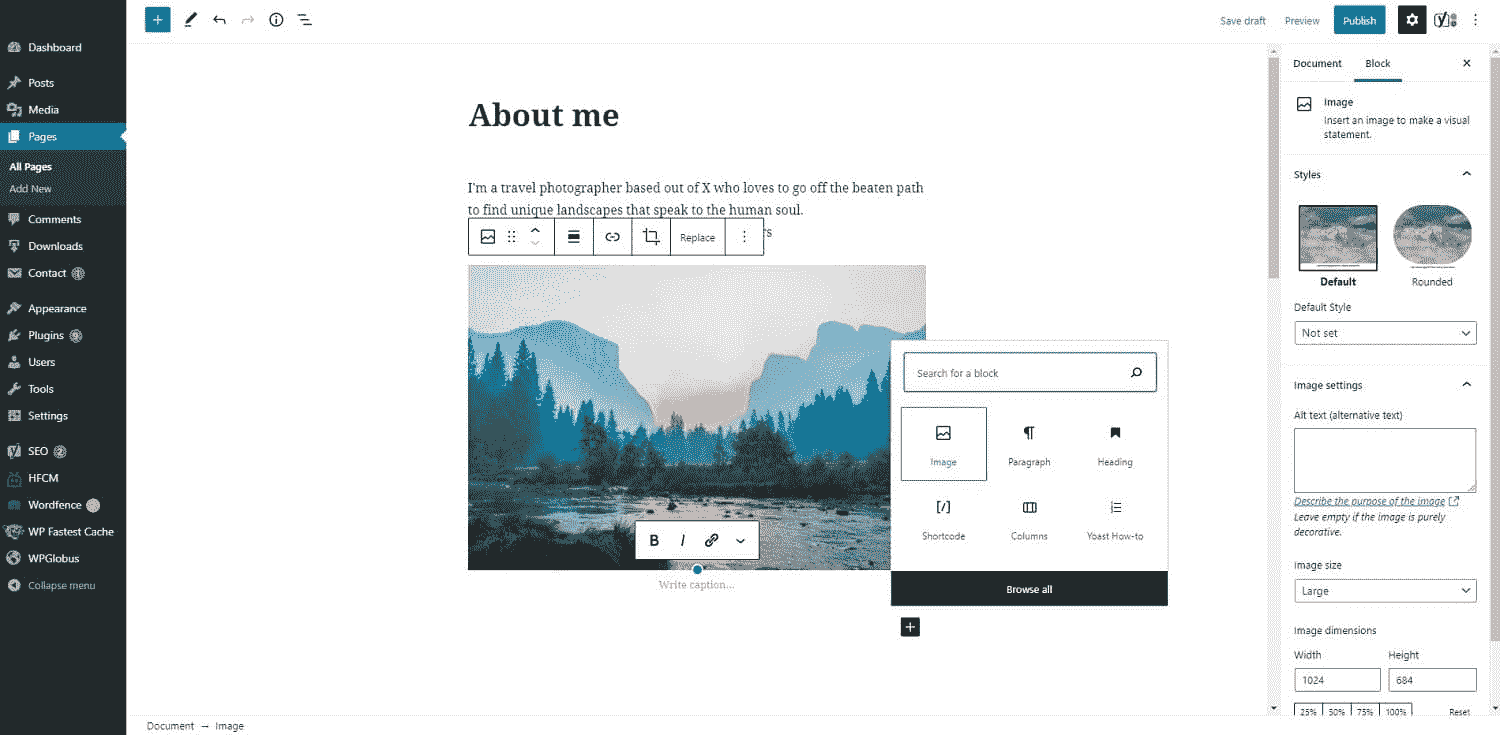 Save draft
Preview
Publish
Dashboard
Posts
Media
Pages
All Pages
Add New
Comments
Downloads
Contact
Appearance
Plugins
Users
Tools
Settings
SEO
HFCM
Wordfence
WP Fastest Cache
WPGlobus
Collapse menu
About me
I'm a travel photographer based out of X who loves to go off the beaten path
to find unique landscapes that speak to the human soul.
Replace
B I
Write caption...
Search for a block
Image Paragraph Heading
Shortcode Columns Yoast How-to
Browse all
Document Block
Image
Insert an image to make a visual
statement.
Styles
Default Rounded
Default Style
Not set
Image settings
Alt text (alternative text)
Describe the purpose of the image
Leave empty if the image is purely
decorative.
Image size
Large
Image dimensions
Width Height
1024 684
25% 50% 75% 100% Reset
Document → Image